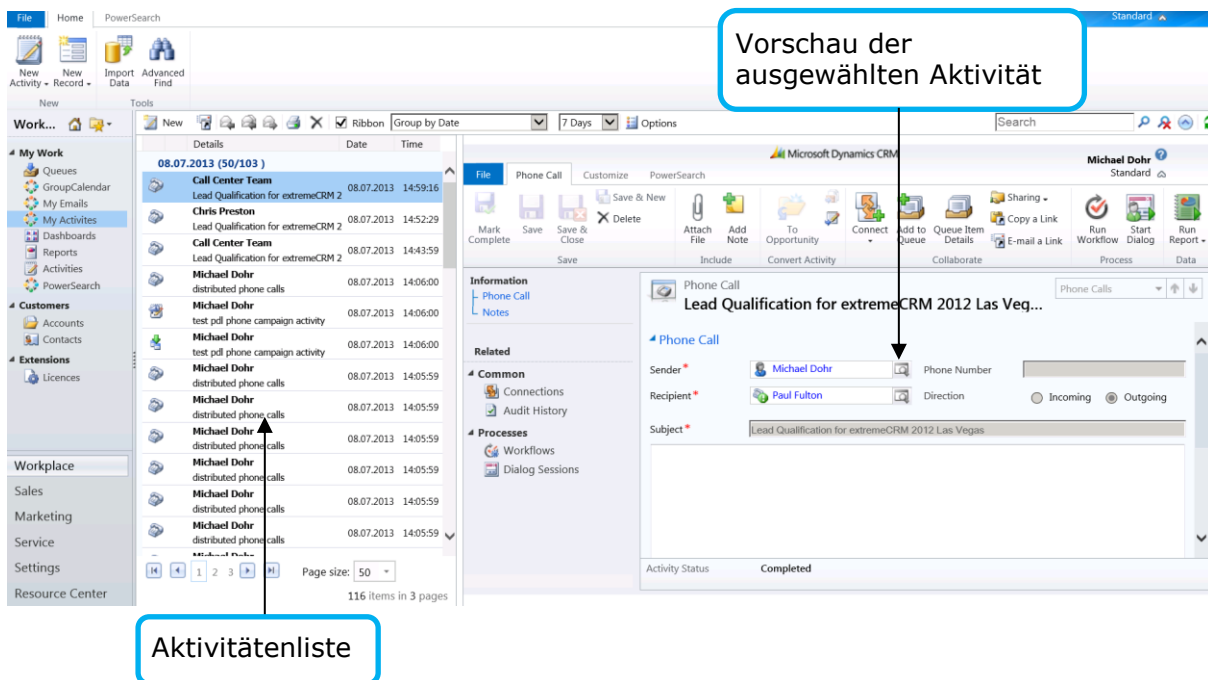 File Home PowerSearch
Standard
Vorschau der
ausgewählten Aktivität
New Activity New Record Import Data Advanced Find
New Tools
Work...
New Ribbon Group by Date 7 Days Options Search
My Work
Queues
GroupCalendar
My Emails
My Activites
Dashboards
Reports
Activities
PowerSearch
Customers
Accounts
Contacts
Extensions
Licences
Workplace
Sales
Marketing
Service
Settings
Resource Center
Details Date Time
08.07.2013 (50/103 )
Call Center Team
Lead Qualification for extremeCRM 2 08.07.2013 14:59:16
Chris Preston
Lead Qualification for extremeCRM 2 08.07.2013 14:52:29
Call Center Team
Lead Qualification for extremeCRM 2 08.07.2013 14:43:59
Michael Dohr
distributed phone calls 08.07.2013 14:06:00
Michael Dohr
test pdl phone campaign activity 08.07.2013 14:06:00
Michael Dohr
test pdl phone campaign activity 08.07.2013 14:06:00
Michael Dohr
distributed phone calls 08.07.2013 14:05:59
Michael Dohr
distributed phone calls 08.07.2013 14:05:59
Michael Dohr
distributed phone calls 08.07.2013 14:05:59
Michael Dohr
distributed phone calls 08.07.2013 14:05:59
Michael Dohr
distributed phone calls 08.07.2013 14:05:59
Michael Dohr
distributed phone calls 08.07.2013 14:05:59
1 2 3 Page size: 50
116 items in 3 pages
Microsoft Dynamics CRM
Michael Dohr
Standard
File Phone Call Customize PowerSearch
Mark Complete Save Save & Close Save & New Delete Attach File Add Note To Opportunity Connect Add to Queue Queue Item Details Sharing Copy a Link E-mail a Link Run Workflow Start Dialog Run Report
Save Include Convert Activity Collaborate Process Data
Information
Phone Call
Notes
Related
Common
Connections
Audit History
Processes
Workflows
Dialog Sessions
Phone Call
Lead Qualification for extremeCRM 2012 Las Veg...
Phone Calls
Phone Call
Sender* Michael Dohr Phone Number
Recipient* Paul Fulton Direction Incoming Outgoing
Subject* Lead Qualification for extremeCRM 2012 Las Vegas
Activity Status Completed
Aktivitätenliste